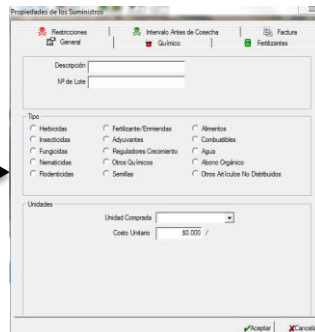 Propiedades de los Suministros
Restricciones
Intervalo Antes de Cosecha
Factura
General
Químico
Fertilizantes
Descripción
Nº de Lote
Tipo
Herbicidas
Fertilizante/Enmiendas
Alimentos
Insecticidas
Adyuvantes
Combustibles
Fungicidas
Reguladores Crecimiento
Agua
Nematicidas
Otros Químicos
Abono Orgánico
Rodenticidas
Semillas
Otros Artículos No Distribuidos
Unidades
Unidad Comprada
Costo Unitario $0.000 /
Aceptar
Cancela